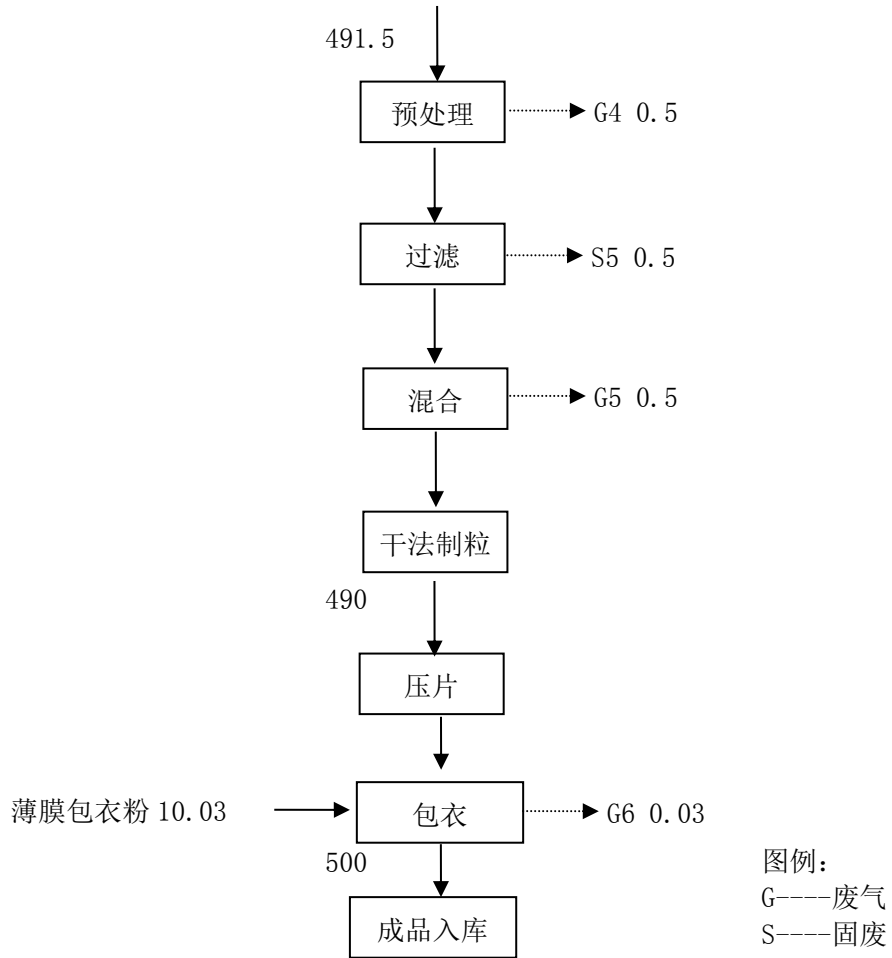 491.5
预处理
G4 0.5
过滤
S5 0.5
混合
G5 0.5
干法制粒
490
压片
薄膜包衣粉 10.03
包衣
G6 0.03
500
成品入库
图例：
G----废气
S----固废